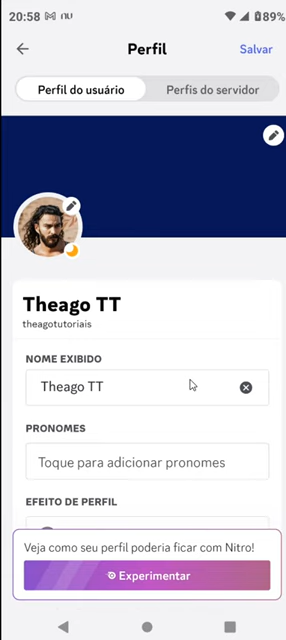 20:58
89%
Perfil
Salvar
Perfil do usuário
Perfis do servidor
Theago TT
theagotutoriais
NOME EXIBIDO
Theago TT
PRONOMES
Toque para adicionar pronomes
EFEITO DE PERFIL
Veja como seu perfil poderia ficar com Nitro!
Experimentar